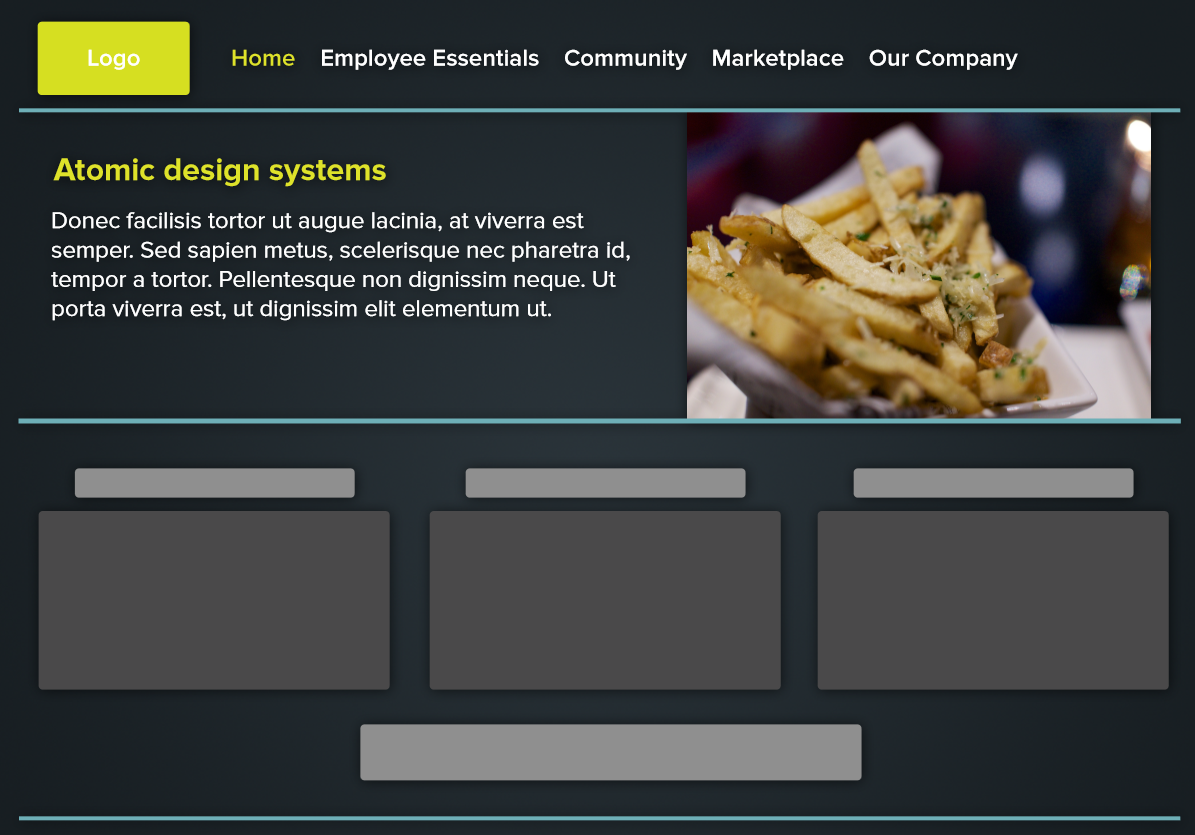 Logo
Home Employee Essentials Community Marketplace Our Company
Atomic design systems
Donec facilisis tortor ut augue lacinia, at viverra est
semper. Sed sapien metus, scelerisque nec pharetra id,
tempor a tortor. Pellentesque non dignissim neque. Ut
porta viverra est, ut dignissim elit elementum ut.